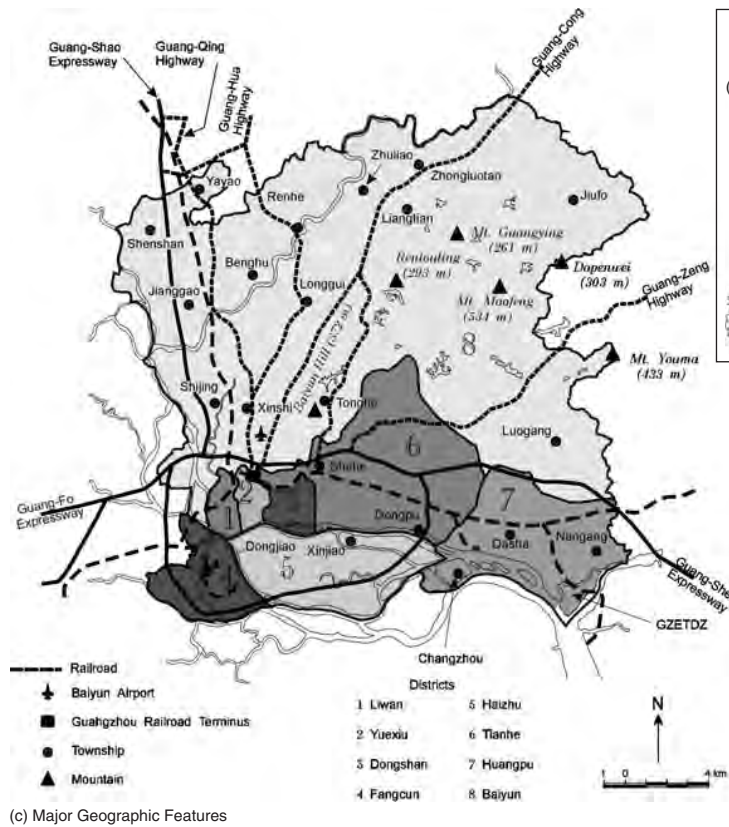 Guang-Shao
Expressway
Guang-Qing
Highway
Guang-Hua
Highway
Guang-Cong
Highway
Zhuliao
Zhongluotan
Yayao
Renhe
Liangtian
Jiufo
Mt. Guangying
(261 m)
Shenshan
Benghu
Renlouling
(293 m)
Dapenwei
(303 m)
Jianggao
Longgui
Mt. Maofeng
(534 m)
Guang-Zeng
Highway
Baiyun Hill (372 m)
8
Mt. Youma
(433 m)
Shijing
Xinshi
Tonghe
Luogang
6
Shahe
Guang-Fo
Expressway
1
2
7
Dongpu
Dasha
Nangang
Dongjiao
Xinjiao
5
4
Guang-She
Expressway
GZETDZ
Changzhou
Railroad
Baiyun Airport
Guahgzhou Railroad Terminus
Township
Mountain
Districts
1 Liwan
2 Yuexiu
3 Dongshan
4 Fangcun
5 Haizhu
6 Tianhe
7 Huangpu
8 Baiyun
N
1 0 4 km
(c) Major Geographic Features